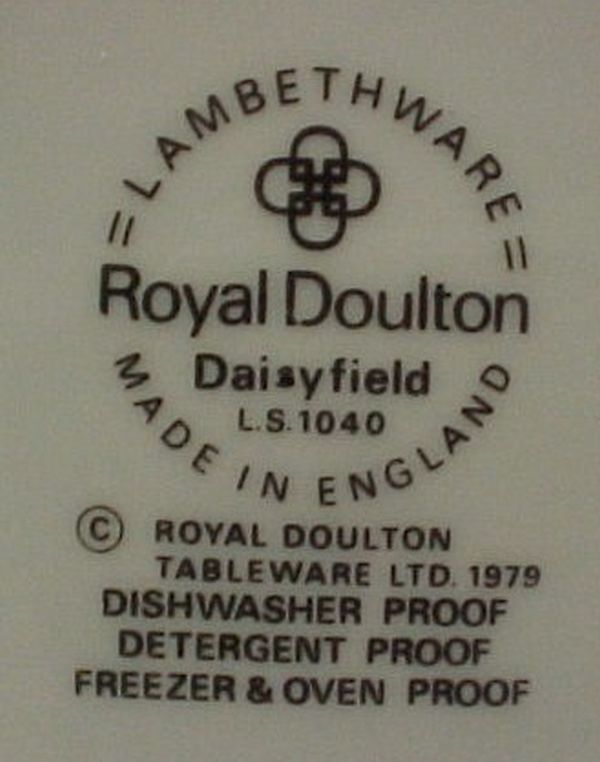 =LAMBETHWARE=
Royal Doulton
Daisyfield
L.S.1040
MADE IN ENGLAND
© ROYAL DOULTON
TABLEWARE LTD. 1979
DISHWASHER PROOF
DETERGENT PROOF
FREEZER & OVEN PROOF